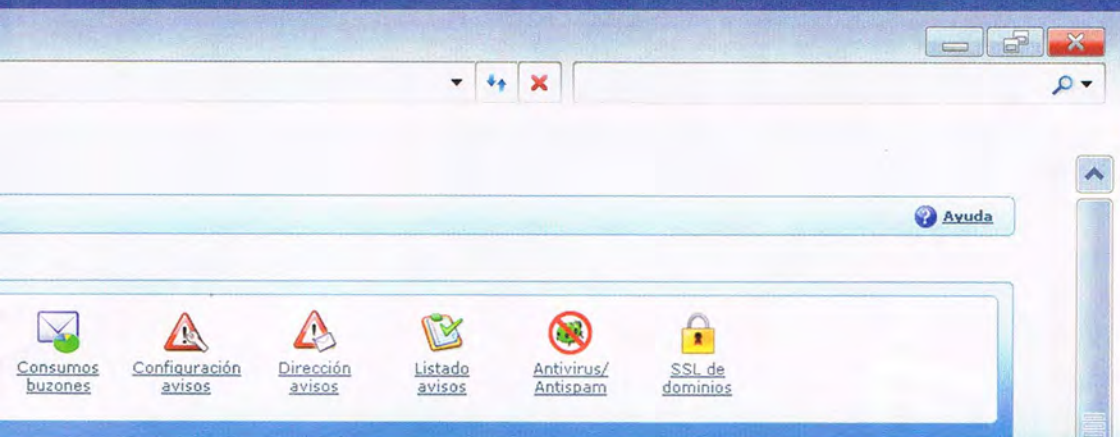 Ayuda
Consumos
buzones
Configuración
avisos
Dirección
avisos
Listado
avisos
Antivirus/
Antispam
SSL de
dominios